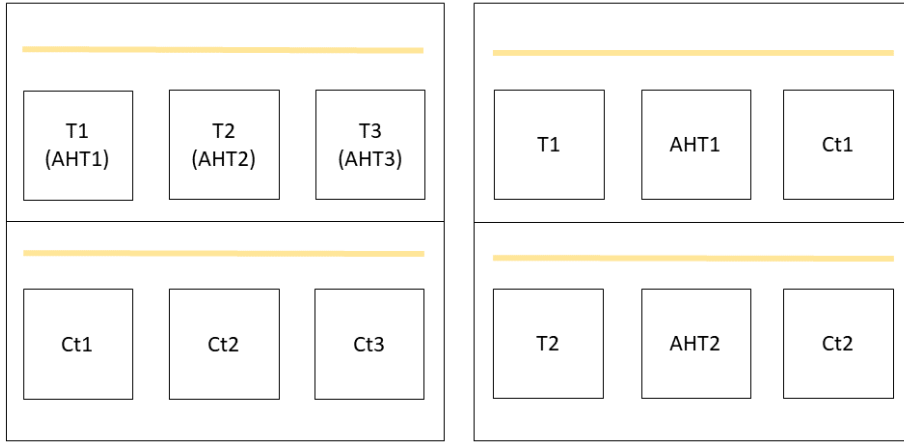 T1
(AHT1)
T2
(AHT2)
T3
(AHT3)
Ct1
Ct2
Ct3
T1
AHT1
Ct1
T2
AHT2
Ct2